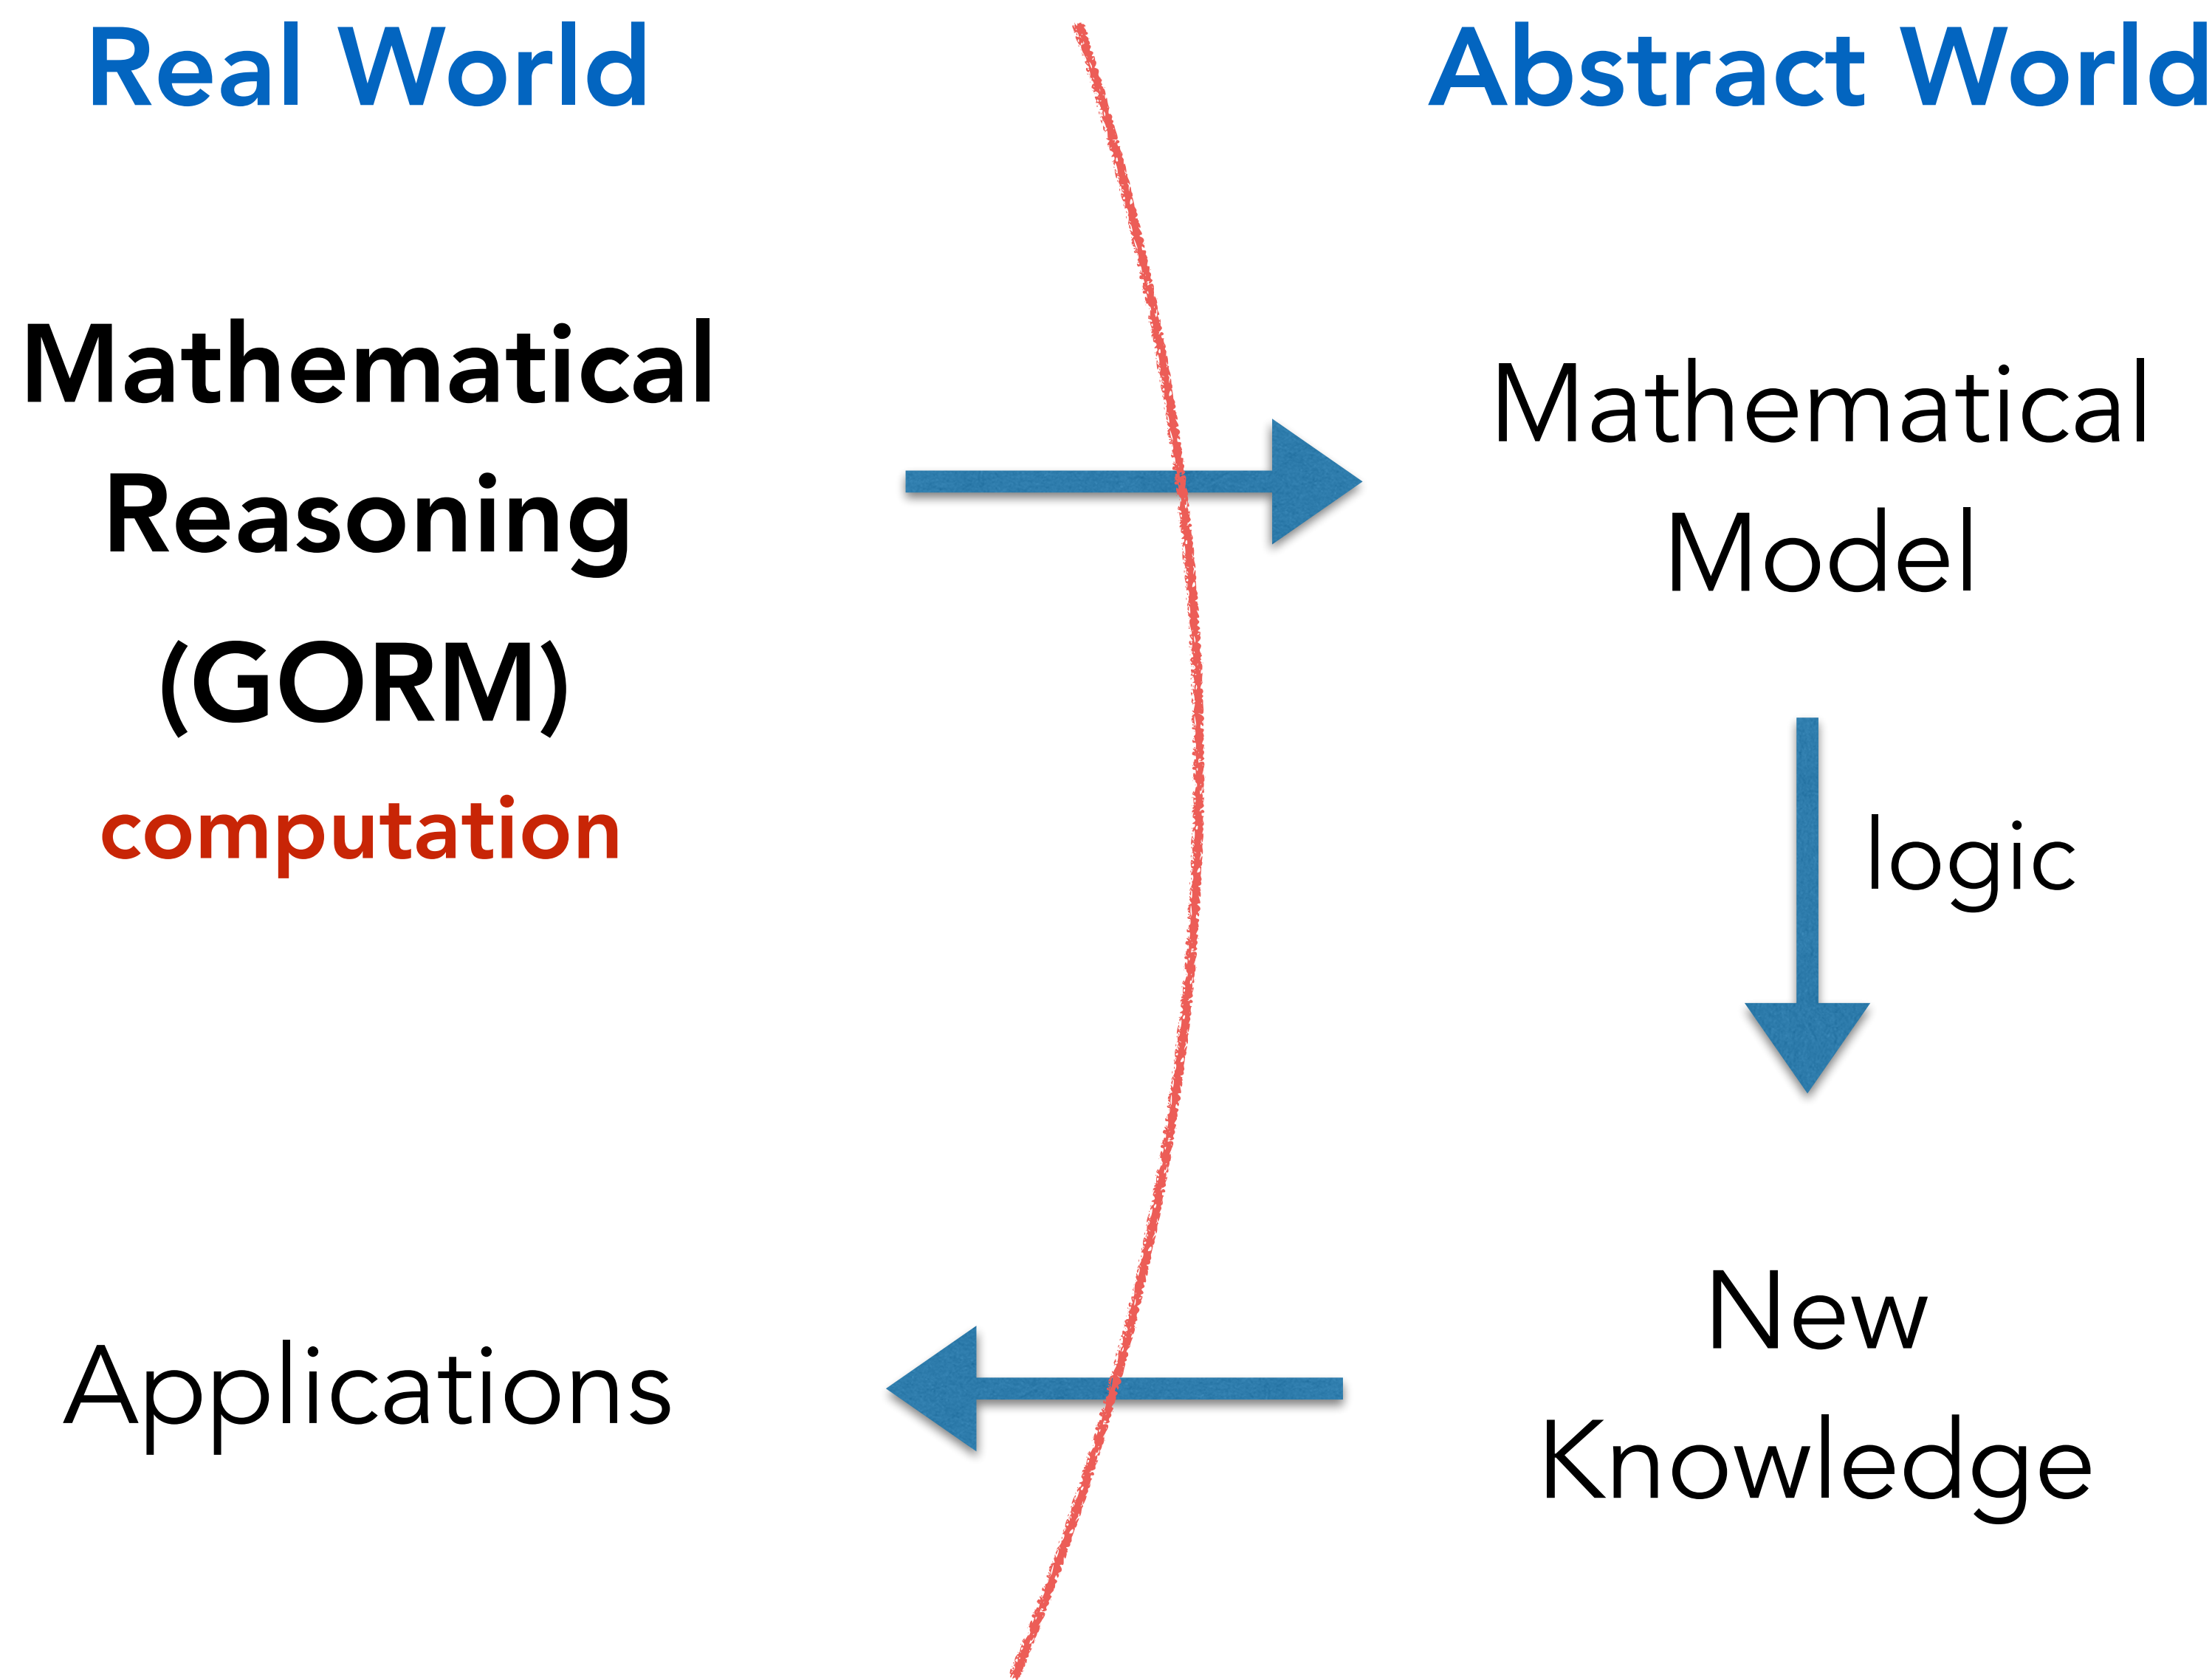 Real World
Abstract World
Mathematical
Reasoning
(GORM)
computation
Mathematical
Model
logic
Applications
New
Knowledge